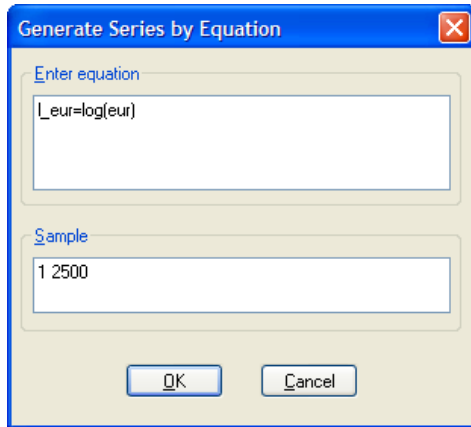 Generate Series by Equation
Enter equation
l_eur=log(eur)
Sample
1 2500
OK
Cancel